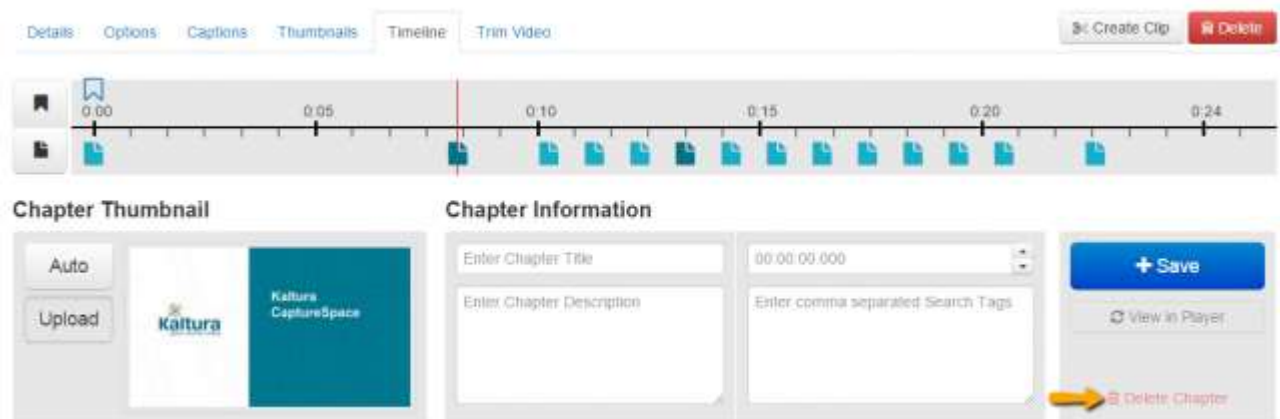 Details Options Captions Thumbnails Timeline Trim Video Create Clip Delete
0:00 0:05 0:10 0:15 0:20 0:24
Chapter Thumbnail Chapter Information
Auto Enter Chapter Title 00:00:00.000 Save
Upload Kaltura Kaltura CaptureSpace Enter Chapter Description Enter comma separated Search Tags View in Player
Delete Chapter